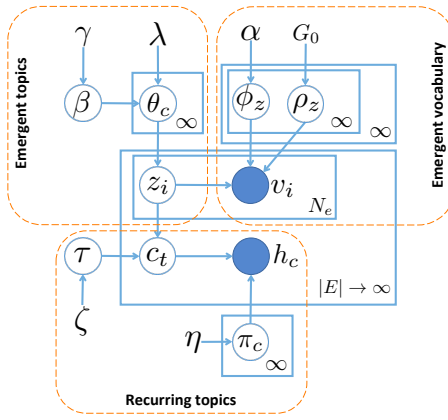 γ
λ
α
G₀
β
θ_c
∞
ϕ_z
ρ_z
∞
∞
z_i
v_i
N_e
τ
c_t
h_c
|E| → ∞
ζ
η
π_c
∞
Emergent topics
Emergent vocabulary
Recurring topics